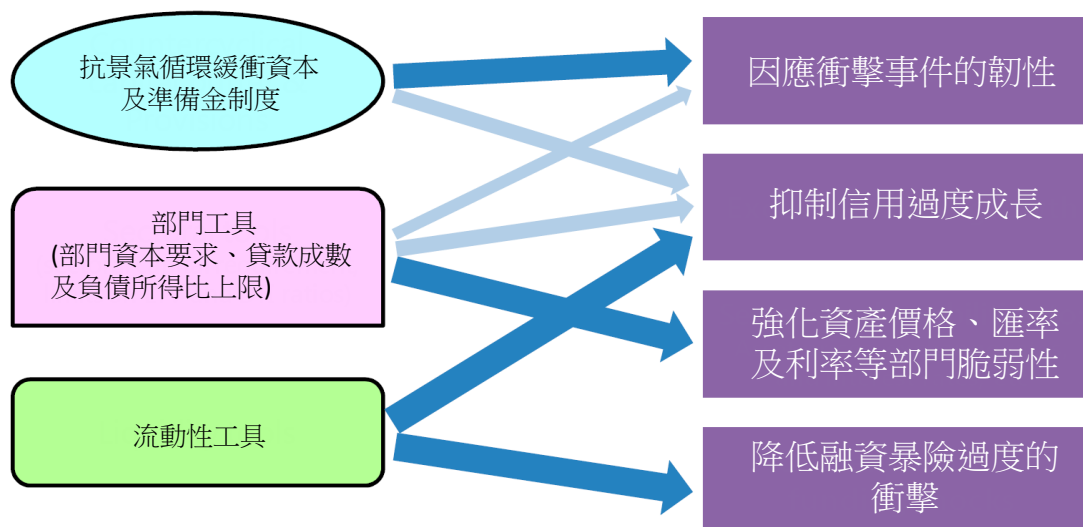 抗景氣循環緩衝資本
及準備金制度
部門工具
(部門資本要求、貸款成數
及負債所得比上限)
流動性工具
因應衝擊事件的韌性
抑制信用過度成長
強化資產價格、匯率
及利率等部門脆弱性
降低融資暴險過度的
衝擊